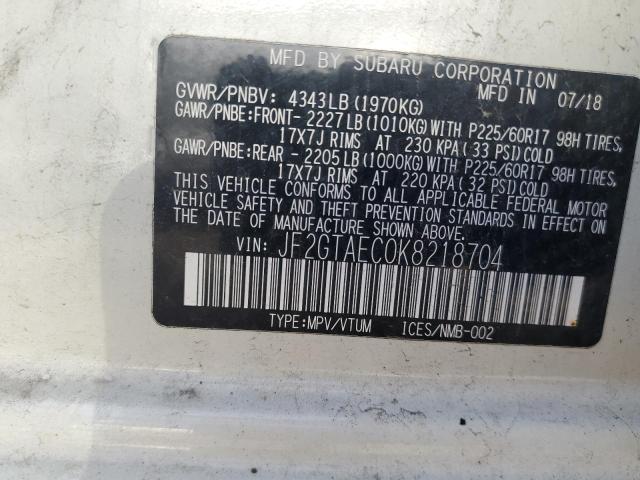 MFD BY SUBARU CORPORATION
GVWR/PNBV: 4343LB(1970KG) MFD IN 07/18
GAWR/PNBE:FRONT- 2227LB(1010KG)WITH P225/60R17 98H TIRES,
17X7J RIMS AT 230 KPA(33 PSI)COLD
GAWR/PNBE:REAR - 2205LB(1000KG)WITH P225/60R17 98H TIRES,
17X7J RIMS AT 220 KPA(32 PSI)COLD
THIS VEHICLE CONFORMS TO ALL APPLICABLE FEDERAL MOTOR
VEHICLE SAFETY AND THEFT PREVENTION STANDARDS IN EFFECT ON
THE DATE OF MANUFACTURE SHOWN ABOVE.
VIN: JF2GTAEC0K8218704
TYPE:MPV/VTUM ICES/NMB-002